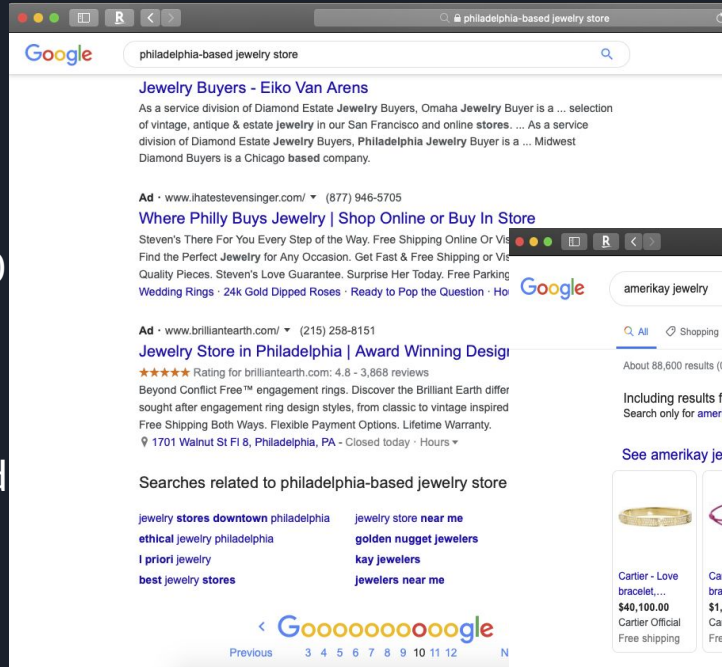 philadelphia-based jewelry store
Google
philadelphia-based jewelry store
Jewelry Buyers - Eiko Van Arens
As a service division of Diamond Estate Jewelry Buyers, Omaha Jewelry Buyer is a ... selection
of vintage, antique & estate jewelry in our San Francisco and online stores. ... As a service
division of Diamond Estate Jewelry Buyers, Philadelphia Jewelry Buyer is a ... Midwest
Diamond Buyers is a Chicago based company.
Ad · www.ihatestevensinger.com/ (877) 946-5705
Where Philly Buys Jewelry | Shop Online or Buy In Store
Steven's There For You Every Step of the Way. Free Shipping Online Or Vis
Find the Perfect Jewelry for Any Occasion. Get Fast & Free Shipping or Vis
Quality Pieces. Steven's Love Guarantee. Surprise Her Today. Free Parking
Wedding Rings · 24k Gold Dipped Roses · Ready to Pop the Question · Ho
Ad · www.brilliantearth.com/ (215) 258-8151
Jewelry Store in Philadelphia | Award Winning Desig
Rating for brilliantearth.com: 4.8 - 3,868 reviews
Beyond Conflict Free™ engagement rings. Discover the Brilliant Earth differ
sought after engagement ring design styles, from classic to vintage inspired
Free Shipping Both Ways. Flexible Payment Options. Lifetime Warranty.
1701 Walnut St Fl 8, Philadelphia, PA - Closed today · Hours
Searches related to philadelphia-based jewelry store
jewelry stores downtown philadelphia
jewelry store near me
ethical jewelry philadelphia
golden nugget jewelers
I priori jewelry
kay jewelers
best jewelry stores
jewelers near me
Goooooooooogle
Previous 3 4 5 6 7 8 9 10 11 12 N
Google
amerikay jewelry
All Shopping
About 88,600 results (
Including results f
Search only for amer
See amerikay je
Cartier - Love
bracelet,...
$40,100.00
Cartier Official
Free shipping
Ca
bra
$1,
Car
Fre